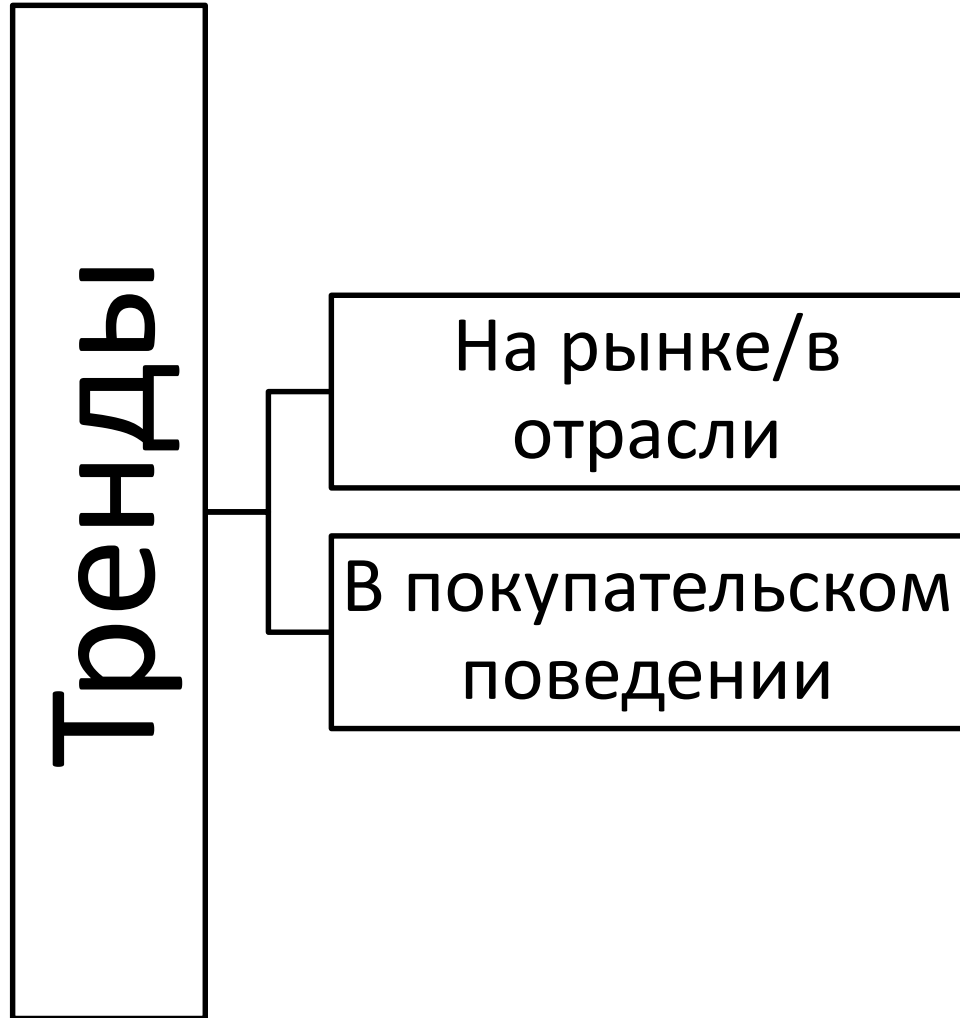 Тренды
На рынке/в
отрасли
В покупательском
поведении